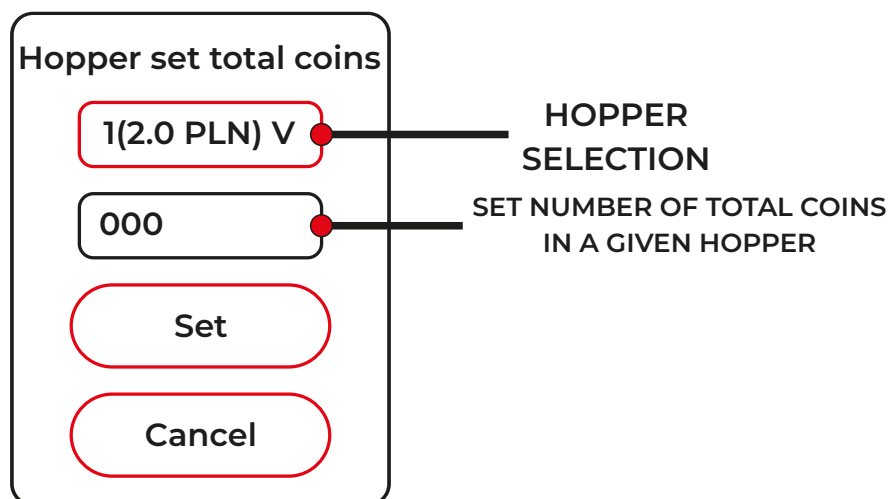 Hopper set total coins
1(2.0 PLN) V
HOPPER
SELECTION
000
SET NUMBER OF TOTAL COINS
IN A GIVEN HOPPER
Set
Cancel